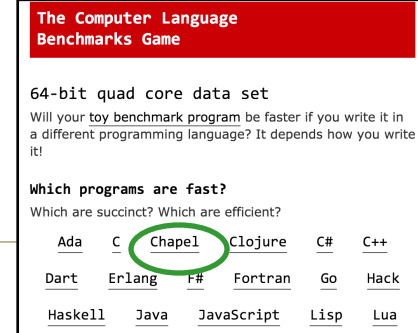 The Computer Language
Benchmarks Game
64-bit quad core data set
Will your toy benchmark program be faster if you write it in
a different programming language? It depends how you write
it!
Which programs are fast?
Which are succinct? Which are efficient?
Ada C Chapel Clojure C# C++
Dart Erlang F# Fortran Go Hack
Haskell Java JavaScript Lisp Lua